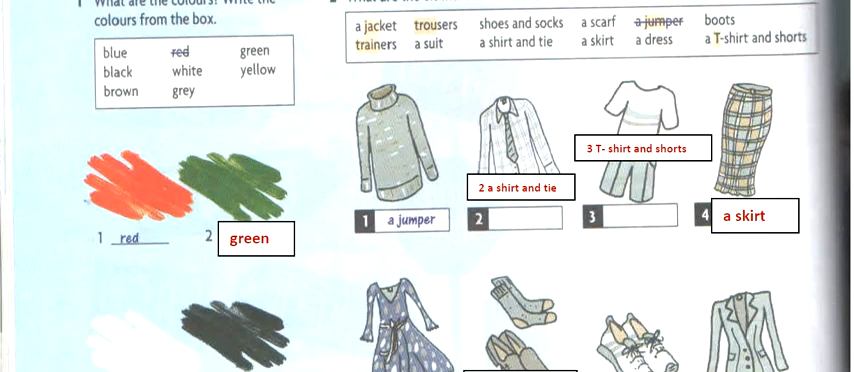 1 What are the colours? Write the
colours from the box.
blue red green
black white yellow
brown grey
a jacket trousers shoes and socks a scarf a jumper boots
trainers a suit a shirt and tie a skirt a dress a T-shirt and shorts
1 red
2 green
1 a jumper
2 a shirt and tie
2
3 T- shirt and shorts
3
4 a skirt